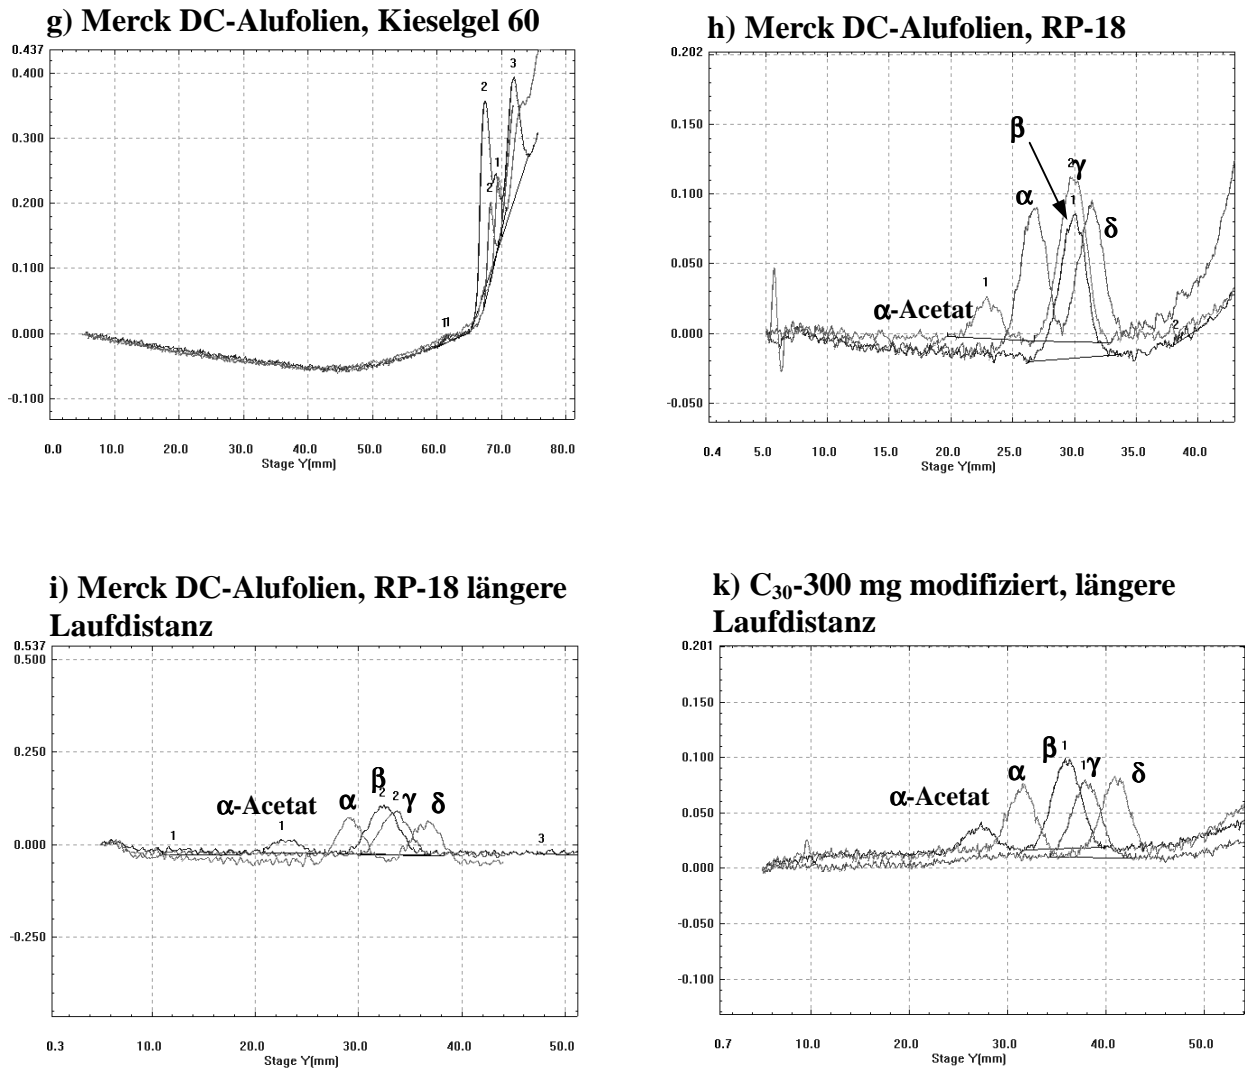 g) Merck DC-Alufolien, Kieselgel 60
0.437
0.400
0.300
0.200
0.100
0.000
-0.100
2
3
1
2
11
0.0 10.0 20.0 30.0 40.0 50.0 60.0 70.0 80.0
Stage Y[mm]
h) Merck DC-Alufolien, RP-18
0.202
0.150
0.100
0.050
0.000
-0.050
β
2 γ
α
1
δ
1
α-Acetat
2
0.4 5.0 10.0 15.0 20.0 25.0 30.0 35.0 40.0
Stage Y[mm]
i) Merck DC-Alufolien, RP-18 längere
Laufdistanz
0.537
0.500
0.250
0.000
-0.250
β
2
α-Acetat α 2 γ δ
1
1
3
0.3 10.0 20.0 30.0 40.0 50.0
Stage Y[mm]
k) C₃₀-300 mg modifiziert, längere
Laufdistanz
0.201
0.150
0.100
0.050
0.000
-0.050
-0.100
β 1
α 1 γ δ
α-Acetat
0.7 10.0 20.0 30.0 40.0 50.0
Stage Y[mm]